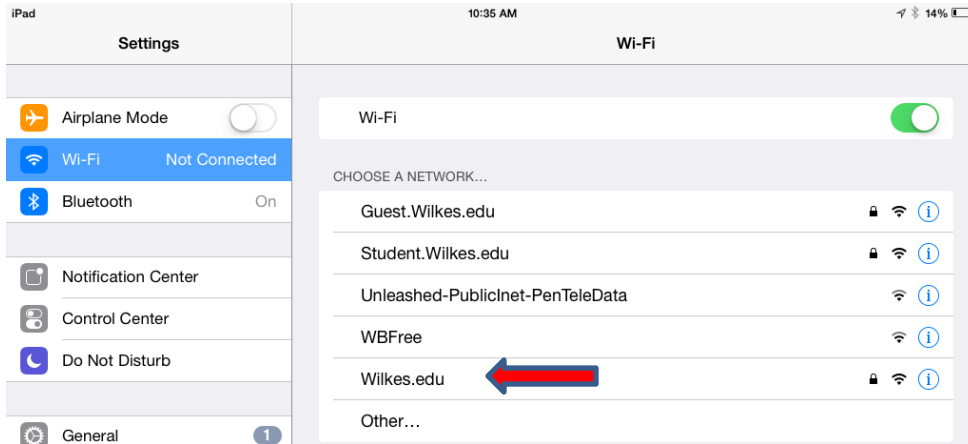 iPad 10:35 AM 14%
Settings
Wi-Fi
Airplane Mode
Wi-Fi Not Connected
Bluetooth On
Notification Center
Control Center
Do Not Disturb
General 1
Wi-Fi
CHOOSE A NETWORK...
Guest.Wilkes.edu
Student.Wilkes.edu
Unleashed-PublicInet-PenTeleData
WBFree
Wilkes.edu
Other...